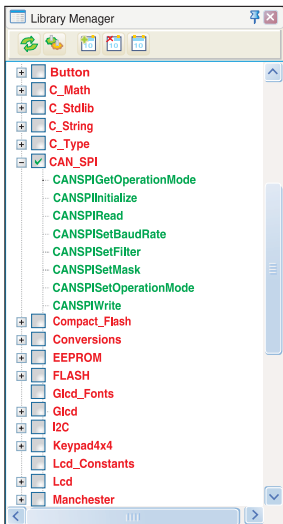 Library Menager
Button
C_Math
C_Stdlib
C_String
C_Type
CAN_SPI
CANSPIGetOperationMode
CANSPIInitialize
CANSPIRead
CANSPISetBaudRate
CANSPISetFilter
CANSPISetMask
CANSPISetOperationMode
CANSPIWrite
Compact_Flash
Conversions
EEPROM
FLASH
Glcd_Fonts
Glcd
I2C
Keypad4x4
Lcd_Constants
Lcd
Manchester